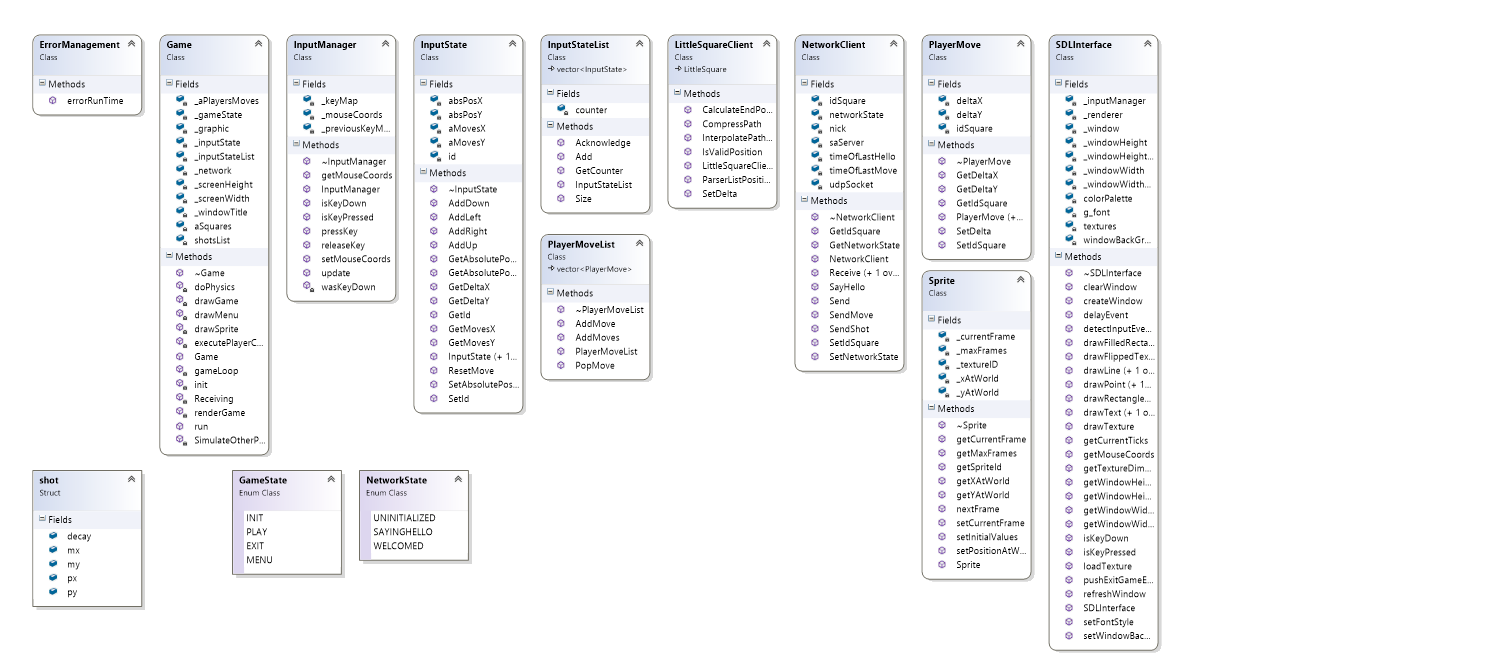 ErrorManagement
Class
Methods
errorRunTime
Game
Class
Fields
_aPlayersMoves
_gameState
_graphic
_inputState
_inputStateList
_network
_screenHeight
_screenWidth
_windowTitle
aSquares
shotsList
Methods
~Game
doPhysics
drawGame
drawMenu
drawSprite
executePlayerC...
Game
gameLoop
init
Receiving
renderGame
run
SimulateOtherP...
InputManager
Class
Fields
_keyMap
_mouseCoords
_previousKeyM...
Methods
~InputManager
getMouseCoords
InputManager
isKeyDown
isKeyPressed
pressKey
releaseKey
setMouseCoords
update
wasKeyDown
InputState
Class
Fields
absPosX
absPosY
aMovesX
aMovesY
id
Methods
~InputState
AddDown
AddLeft
AddRight
AddUp
GetAbsolutePo...
GetAbsolutePo...
GetDeltaX
GetDeltaY
GetId
GetMovesX
GetMovesY
InputState (+ 1...
ResetMove
SetAbsolutePos...
SetId
InputStateList
Class
vector<InputState>
Fields
counter
Methods
Acknowledge
Add
GetCounter
InputStateList
Size
PlayerMoveList
Class
vector<PlayerMove>
Methods
~PlayerMoveList
AddMove
AddMoves
PlayerMoveList
PopMove
LittleSquareClient
Class
LittleSquare
Methods
CalculateEndPo...
CompressPath
InterpolatePath...
IsValidPosition
LittleSquareClie...
ParserListPositi...
SetDelta
NetworkClient
Class
Fields
idSquare
networkState
nick
saServer
timeOfLastHello
timeOfLastMove
udpSocket
Methods
~NetworkClient
GetIdSquare
GetNetworkState
NetworkClient
Receive (+ 1 ov...
SayHello
Send
SendMove
SendShot
SetIdSquare
SetNetworkState
PlayerMove
Class
Fields
deltaX
deltaY
idSquare
Methods
~PlayerMove
GetDeltaX
GetDeltaY
GetIdSquare
PlayerMove (+...
SetDelta
SetIdSquare
Sprite
Class
Fields
_currentFrame
_maxFrames
_textureID
_xAtWorld
_yAtWorld
Methods
~Sprite
getCurrentFrame
getMaxFrames
getSpriteId
getXAtWorld
getYAtWorld
nextFrame
setCurrentFrame
setInitialValues
setPositionAtW...
Sprite
SDLInterface
Class
Fields
_inputManager
_renderer
_window
_windowHeight
_windowHeight...
_windowWidth
_windowWidth...
colorPalette
g_font
textures
windowBackGr...
Methods
~SDLInterface
clearWindow
createWindow
delayEvent
detectInputEve...
drawFilledRecta...
drawFlippedTex...
drawLine (+ 1 o...
drawPoint (+ 1...
drawRectangle...
drawText (+ 1 o...
drawTexture
getCurrentTicks
getMouseCoords
getTextureDim...
getWindowHei...
getWindowHei...
getWindowWid...
getWindowWid...
isKeyDown
isKeyPressed
loadTexture
pushExitGameE...
refreshWindow
SDLInterface
setFontStyle
setWindowBac...
shot
Struct
Fields
decay
mx
my
px
py
GameState
Enum Class
INIT
PLAY
EXIT
MENU
NetworkState
Enum Class
UNINITIALIZED
SAYINGHELLO
WELCOMED